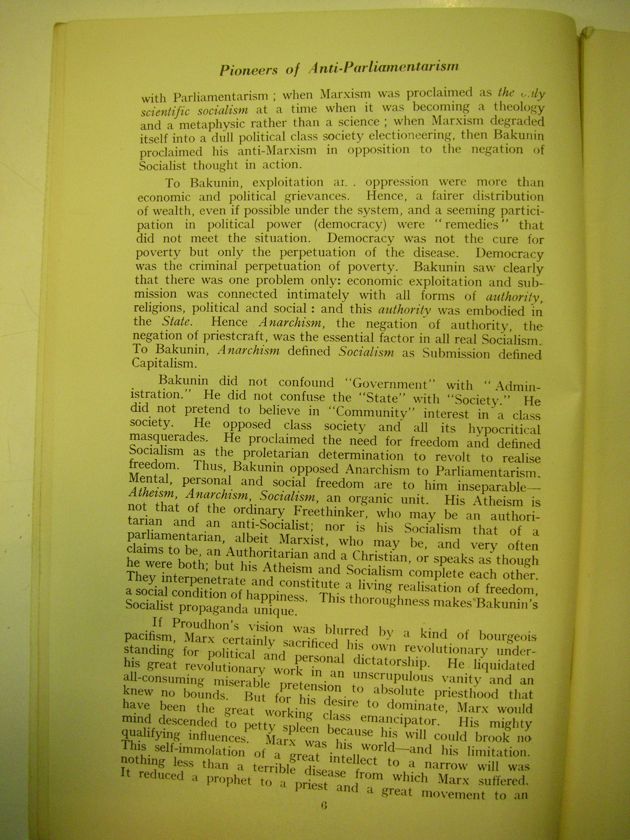 Pioneers of Anti-Parliamentarism
with Parliamentarism ; when Marxism was proclaimed as the
scientific socialism at a time when it was becoming a theology
and a metaphysic rather than a science ; when Marxism degraded
itself into a dull political class society electioneering, then Bakunin
proclaimed his anti-Marxism in opposition to the negation of
Socialist thought in action.
To Bakunin, exploitation oppression were more than
economic and political grievances. Hence, a fairer distribution
of wealth, even if possible under the system, and a seeming partici-
pation in political power (democracy) were "remedies" that
did not meet the situation. Democracy was not the cure for
poverty but only the perpetuation of the disease. Democracy
was the criminal perpetuation of poverty. Bakunin saw clearly
that there was one problem only: economic exploitation and sub-
mission was connected intimately with all forms of authority,
religions, political and social : and this authority was embodied in
the State. Hence Anarchism, the negation of authority, the
negation of priestcraft, was the essential factor in all real Socialism.
To Bakunin, Anarchism defined Socialism as Submission defined
Capitalism.
Bakunin did not confound "Government" with "Admin-
istration." He did not confuse the "State" with "Society." He
did not pretend to believe in "Community" interest in a class
society. He opposed class society and all its hypocritical
masquerades. He proclaimed the need for freedom and defined
Socialism as the proletarian determination to revolt to realise
freedom. Thus, Bakunin opposed Anarchism to Parliamentarism.
Mental, personal and social freedom are to him inseparable—
Atheism, Anarchism, Socialism, an organic unit. His Atheism is
not that of the ordinary Freethinker, who may be an authori-
tarian and an anti-Socialist; nor is his Socialism that of a
parliamentarian, albeit Marxist, who may be, and very often
claims to be, an Authoritarian and a Christian, or speaks as though
he were both; but his Atheism and Socialism complete each other.
They interpenetrate and constitute a living realisation of freedom,
a social condition of happiness. This thoroughness makes Bakunin's
Socialist propaganda unique.
If Proudhon's vision was blurred by a kind of bourgeois
pacifism, Marx certainly sacrificed his own revolutionary under-
standing for political and personal dictatorship. He liquidated
his great revolutionary work in an unscrupulous vanity and an
all-consuming miserable pretension to absolute priesthood that
knew no bounds. But for his desire to dominate, Marx would
have been the great working class emancipator. His mighty
mind descended to petty spleen because his will could brook no
qualifying influences. Marx was his world—and his limitation.
This self-immolation of a great intellect to a narrow will was
nothing less than a terrible disease from which Marx suffered.
It reduced a prophet to a priest and a great movement to an
6